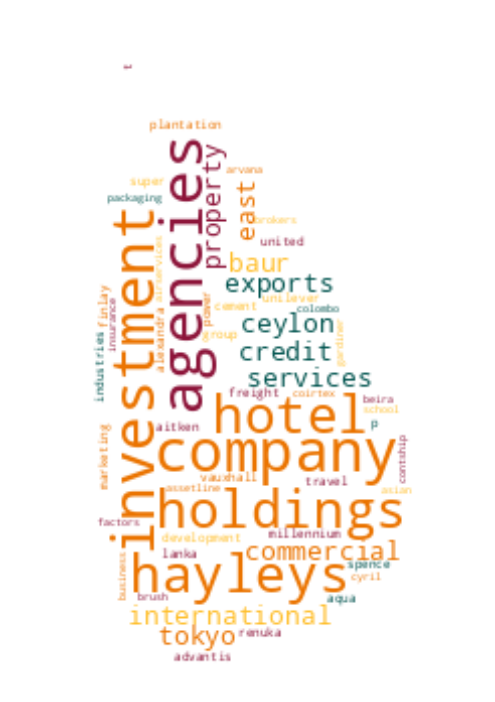 plantation
agencies
property
arvana
super
packaging
east
brokers
investment
united
airservices
baur
exports
unilever
finlay
insurance
power
cement
colombo
alexandra
ceylon
group
gardiner
industries
credit
services
freight
coirtex
hotel
beira
school
p
aitken
marketing
company
contship
vauxhall
travel
assetline
asian
holdings
factors
millennium
development
commercial
lanka
spence
hayleys
cyril
business
brush
aqua
international
tokyo
renuka
advantis